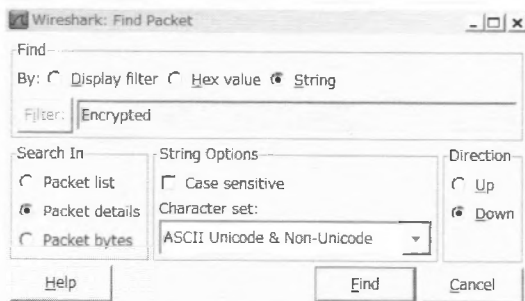 Wireshark: Find Packet
Find
By: Display filter Hex value String
Filter: Encrypted
Search In
Packet list
Packet details
Packet bytes
String Options
Case sensitive
Character set:
ASCII Unicode & Non-Unicode
Direction
Up
Down
Help Find Cancel